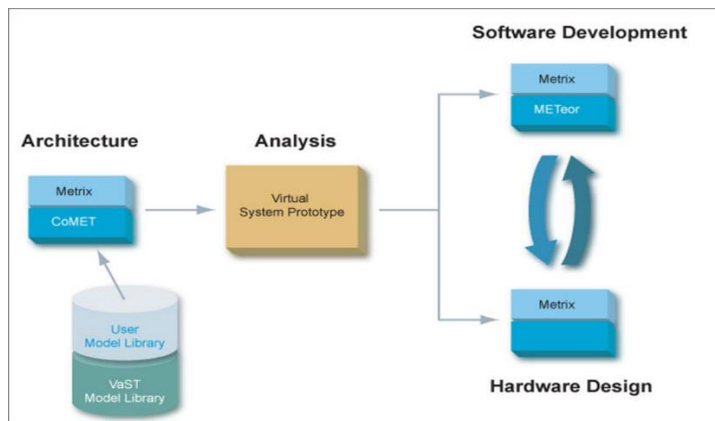 Software Development
Metrix
METeor
Architecture
Analysis
Metrix
CoMET
Virtual
System Prototype
User
Model Library
VaST
Model Library
Metrix
Hardware Design